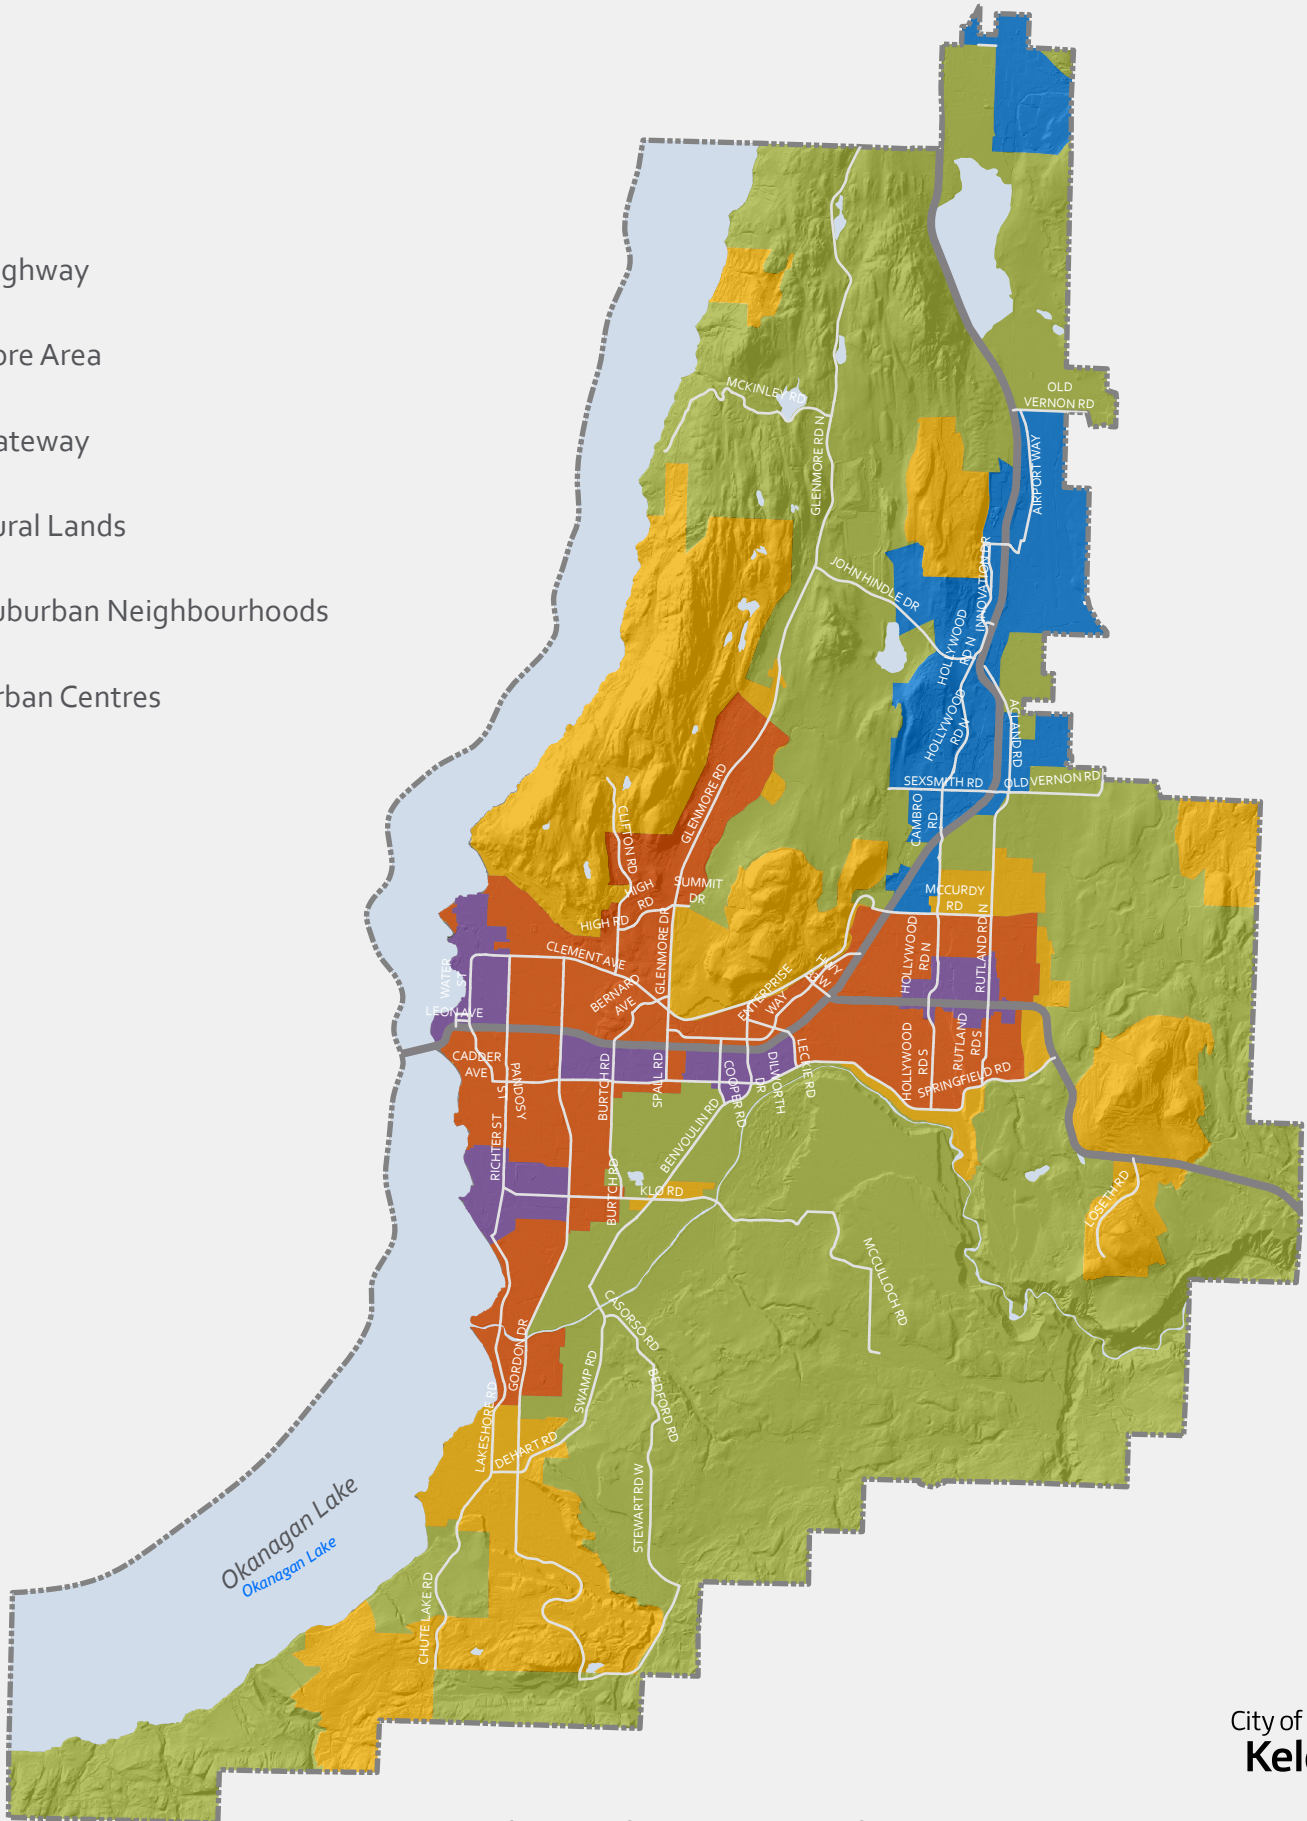 ghway
ore Area
ateway
ural Lands
uburban Neighbourhoods
rban Centres
OLD
VERNON RD
MCKINLEY RD
GLENMORE RD N
AIRPORT WAY
JOHN HINDLE DR
INNOVATION DR
HOLLYWOOD
RD N
HOLLYWOOD
RD N
ACLAND RD
SEXSMITH RD
OLD VERNON RD
CAMBRO
RD
GLENMORE RD
CLIFTON RD
SUMMIT
DR
HIGH
RD
HIGH RD
MCCURDY
RD
CLEMENT AVE
GLENMORE DR
HOLLYWOOD
RD N
RUTLAND RD N
WATER
ST
BERNARD
AVE
ENTERPRISE
WAY
HWY
33 W
LEON AVE
CADDER
AVE
PANDOSY
ST
BURTCH RD
SPALL RD
COOPER RD
DILWORTH
DR
LECKIE RD
HOLLYWOOD
RD S
RUTLAND
RD S
SPRINGFIELD RD
RICHTER ST
BENVOULIN RD
BURTCH RD
KLO RD
LOSETH RD
MCCULLOCH RD
CASORSO RD
GORDON DR
SWAMP RD
BEDFORD RD
LAKESHORE RD
DEHART RD
STEWART RD W
Okanagan Lake
Okanagan Lake
CHUTE LAKE RD
City of
Kel